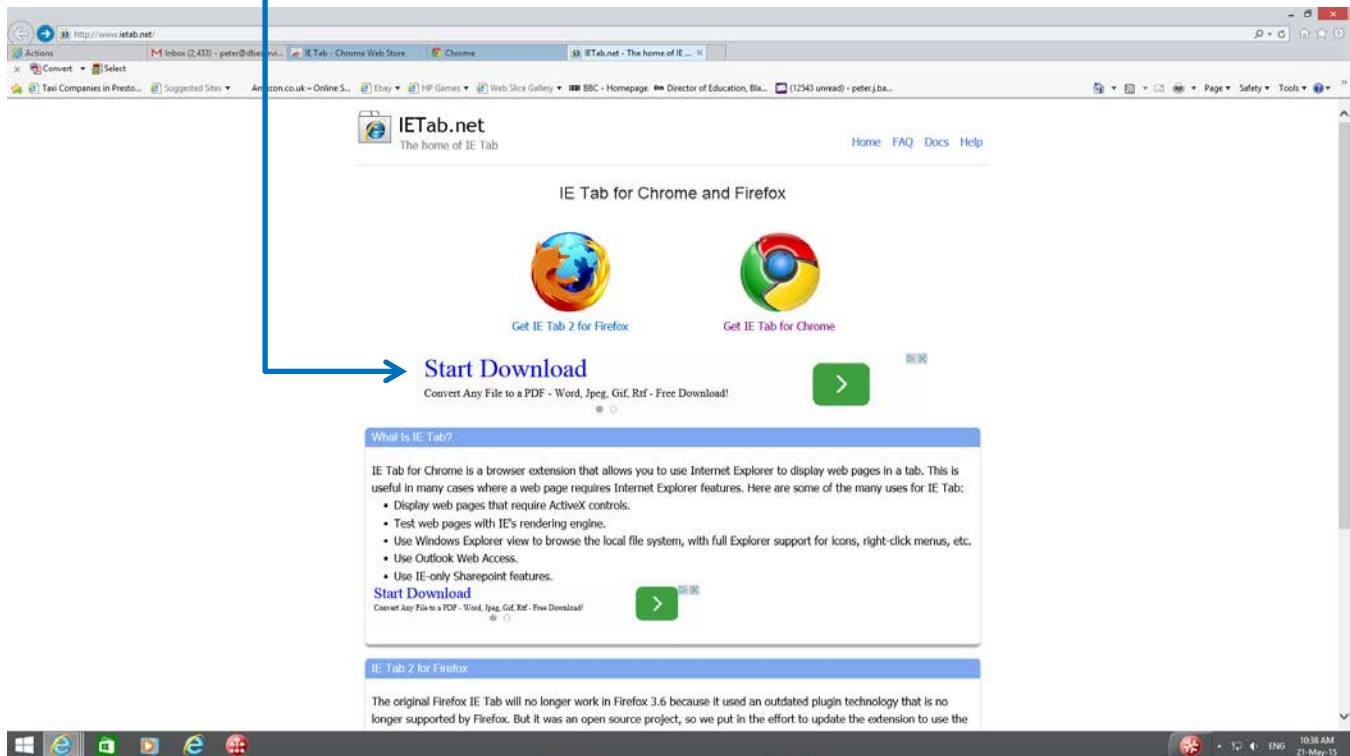 http://www.ietab.net/
Actions
Inbox (2,433) - peter@dbes
IE Tab - Chrome Web Store
Chrome
IETab.net - The home of IE ...
Convert Select
Taxi Companies in Presto...
Suggested Sites
Amazon.co.uk – Online S...
Ebay
HP Games
Web Slice Gallery
BBC - Homepage
Director of Education, Bla...
(12543 unread) - peter.j.ba...
Page Safety Tools
IETab.net
The home of IE Tab
Home FAQ Docs Help
IE Tab for Chrome and Firefox
Get IE Tab 2 for Firefox
Get IE Tab for Chrome
Start Download
Convert Any File to a PDF - Word, Jpeg, Gif, Rtf - Free Download!
What Is IE Tab?
IE Tab for Chrome is a browser extension that allows you to use Internet Explorer to display web pages in a tab. This is
useful in many cases where a web page requires Internet Explorer features. Here are some of the many uses for IE Tab:
• Display web pages that require ActiveX controls.
• Test web pages with IE's rendering engine.
• Use Windows Explorer view to browse the local file system, with full Explorer support for icons, right-click menus, etc.
• Use Outlook Web Access.
• Use IE-only Sharepoint features.
Start Download
Convert Any File to a PDF - Word, Jpeg, Gif, Rtf - Free Download!
IE Tab 2 for Firefox
The original Firefox IE Tab will no longer work in Firefox 3.6 because it used an outdated plugin technology that is no
longer supported by Firefox. But it was an open source project, so we put in the effort to update the extension to use the
ENG
10:38 AM
21-May-15